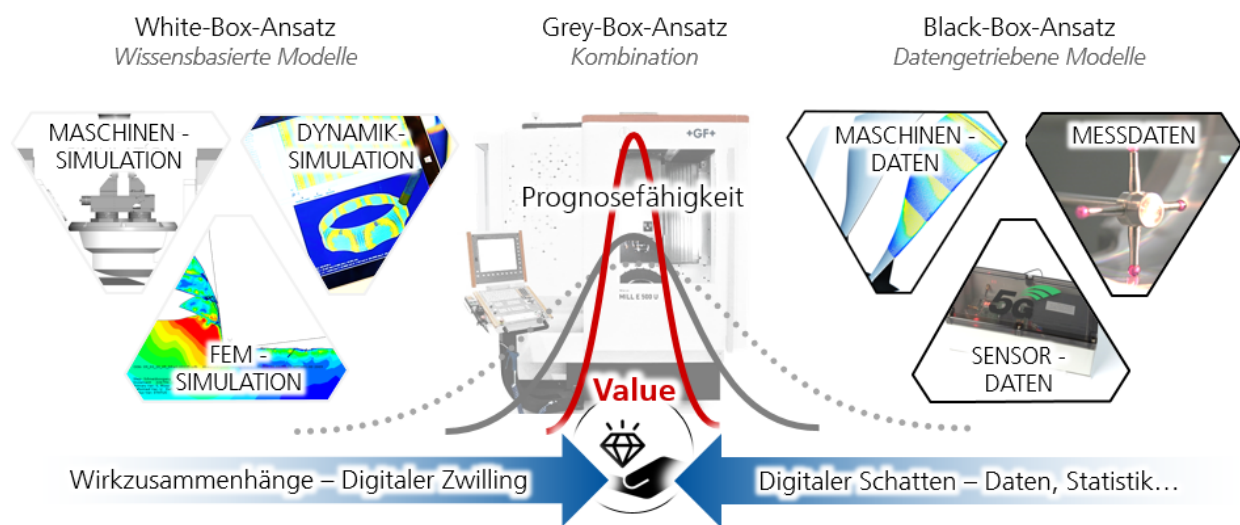 White-Box-Ansatz
Wissensbasierte Modelle
Grey-Box-Ansatz
Kombination
Black-Box-Ansatz
Datengetriebene Modelle
MASCHINEN -
SIMULATION
DYNAMIK-
SIMULATION
FEM -
SIMULATION
+GF+
Prognosefähigkeit
MILL E 500 U
MASCHINEN -
DATEN
MESSDATEN
5G
SENSOR -
DATEN
Value
Wirkzusammenhänge – Digitaler Zwilling
Digitaler Schatten – Daten, Statistik...